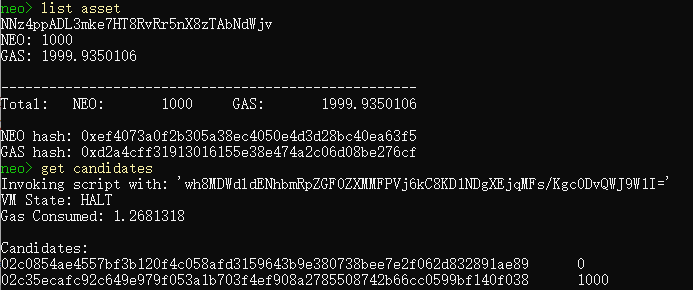 neo> list asset
NNz4ppADL3mke7HT8RvRr5nX8zTAbNdWjv
NEO: 1000
GAS: 1999.9350106
----------------------------------------------------
Total: NEO: 1000 GAS: 1999.9350106
NEO hash: 0xef4073a0f2b305a38ec4050e4d3d28bc40ea63f5
GAS hash: 0xd2a4cff31913016155e38e474a2c06d08be276cf
neo> get candidates
Invoking script with: 'wh8MDWdldENhbmRpZGF0ZXMMFPVj6kC8KD1NDgXEjqMFs/Kgc0DvQWJ9W1I='
VM State: HALT
Gas Consumed: 1.2681318
Candidates:
02c0854ae4557bf3b120f4c058afd3159643b9e380738bee7e2f062d832891ae89 0
02c35ecafc92c649e979f053a1b703f4ef908a2785508742b66cc0599bf140f038 1000